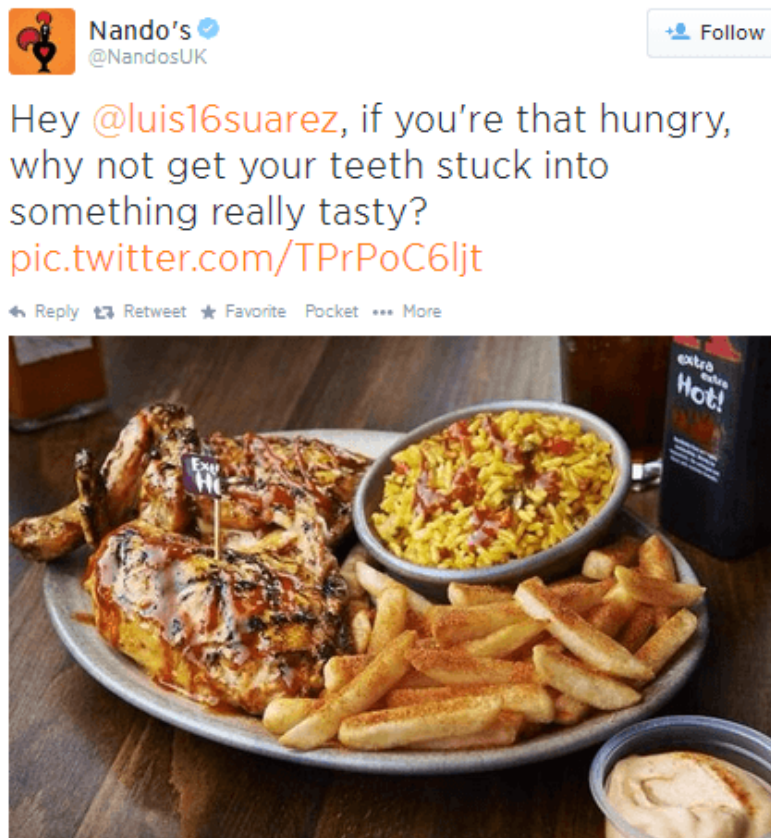 Nando's
@NandosUK
Follow
Hey @luis16suarez, if you're that hungry,
why not get your teeth stuck into
something really tasty?
pic.twitter.com/TPrPoC6ljt
Reply Retweet Favorite Pocket ••• More
extra
extra
Hot!